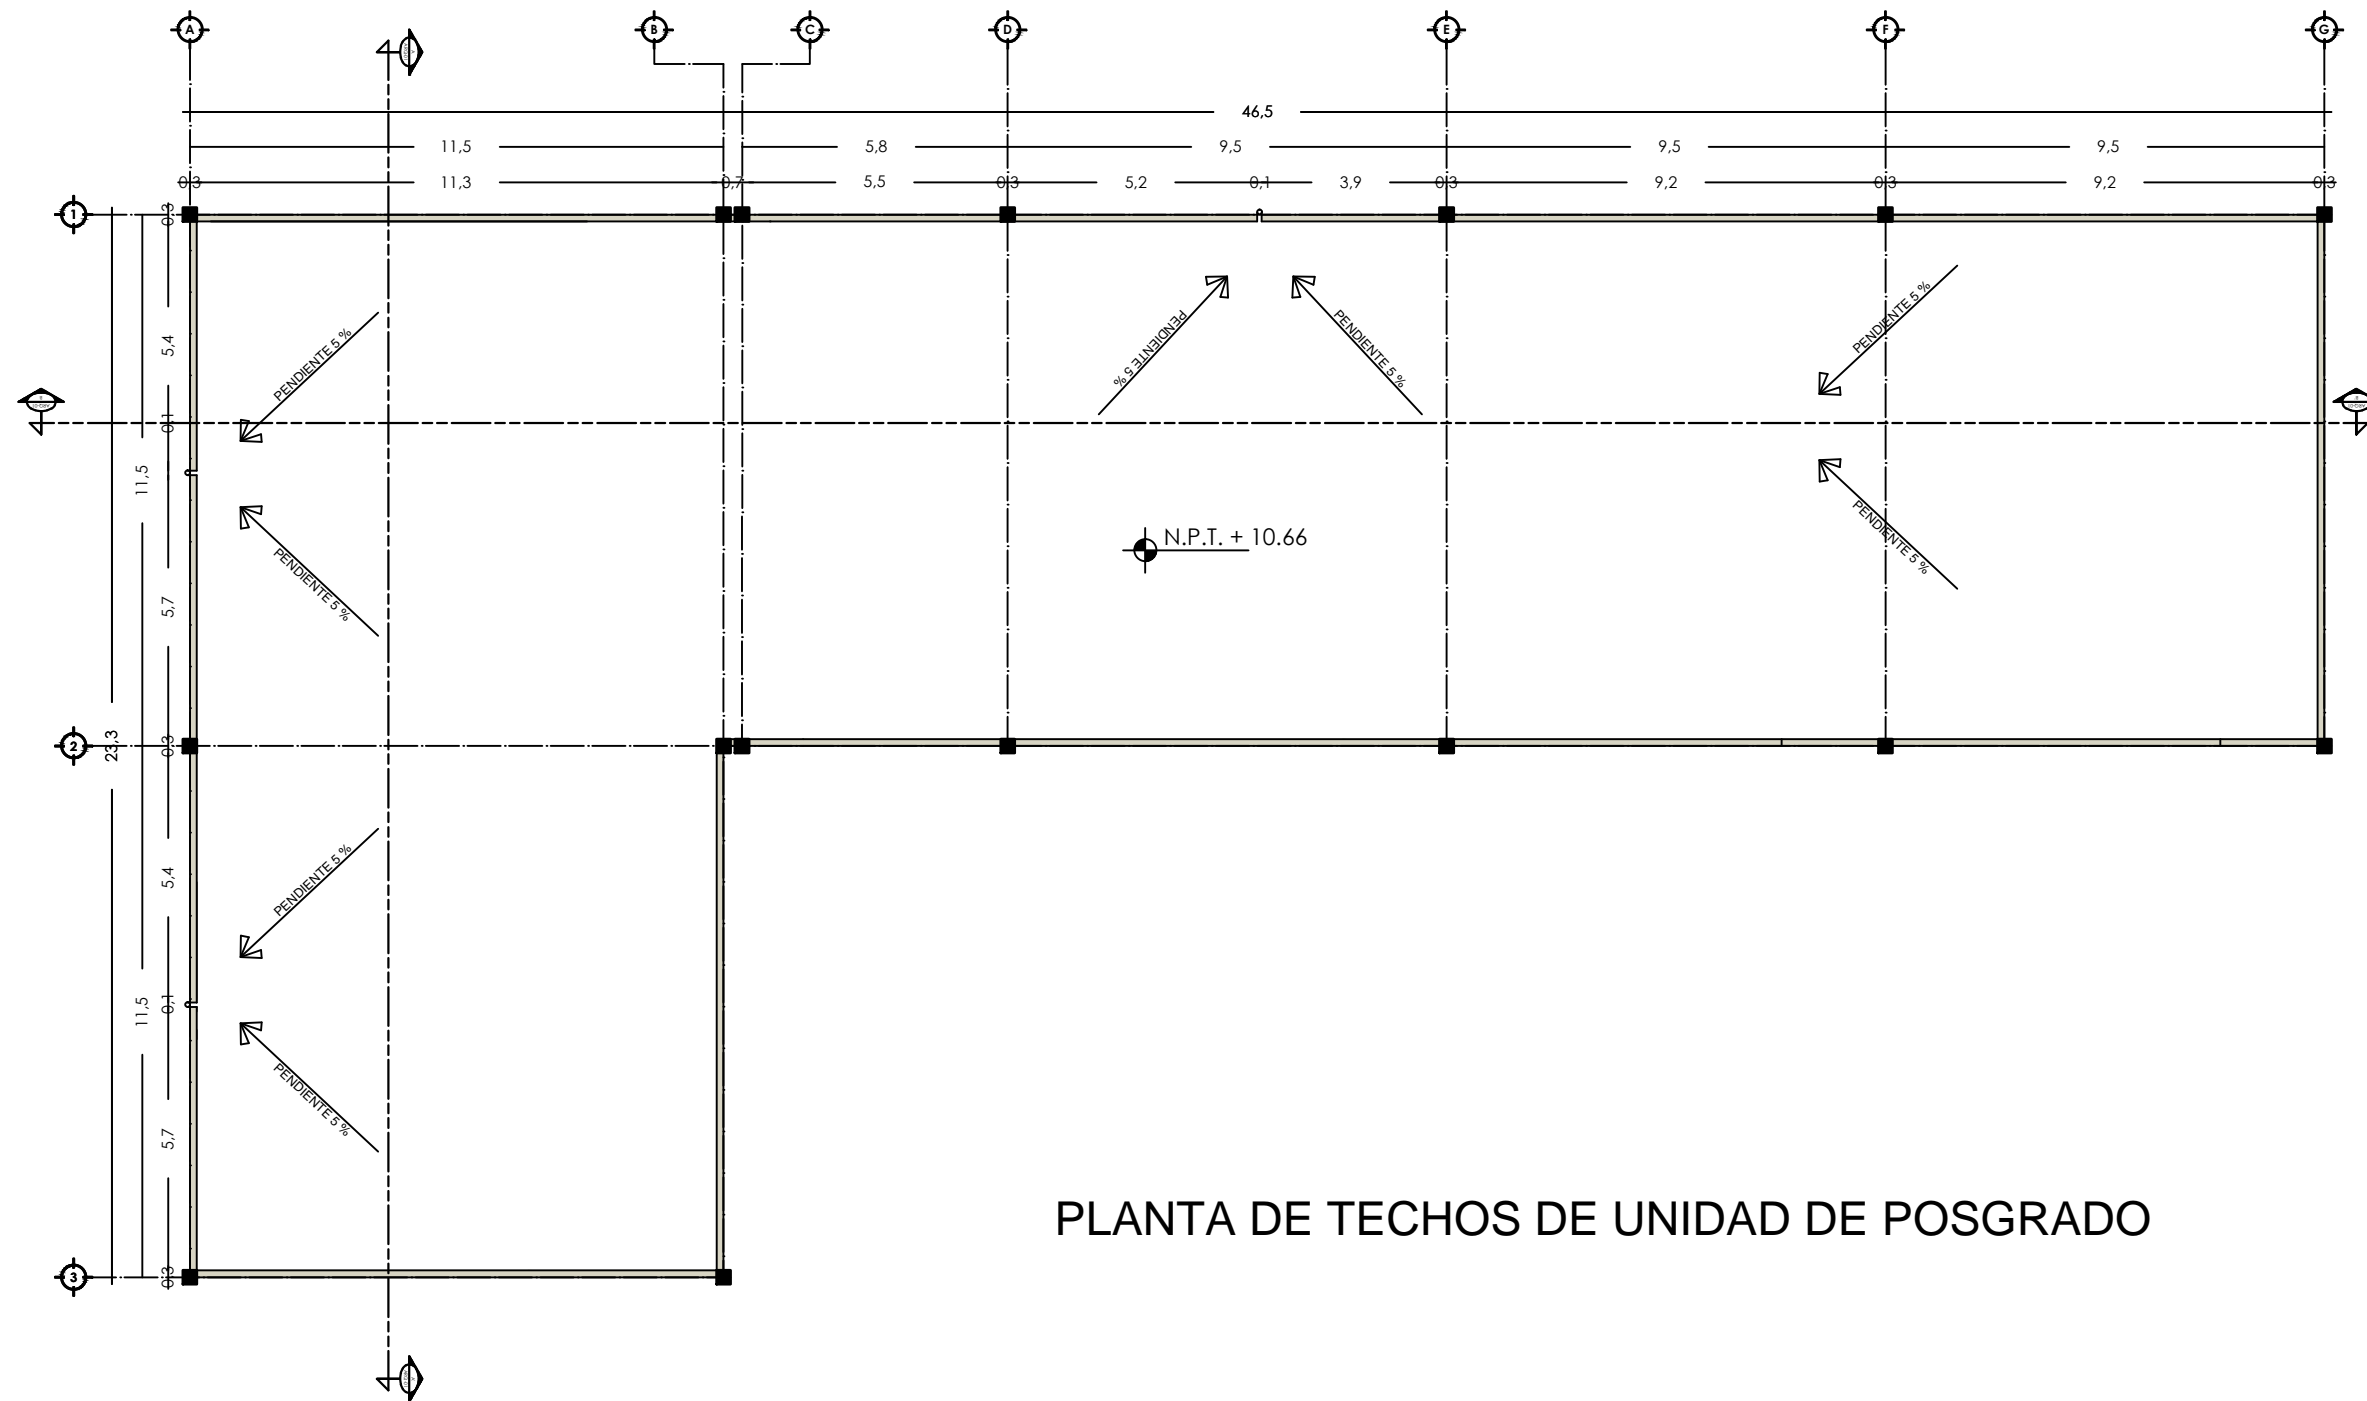 A
B
C
D
E
F
G
46,5
11,5
5,8
9,5
9,5
9,5
0,3
11,3
0,7
5,5
0,3
5,2
0,1
3,9
0,3
9,2
0,3
9,2
0,3
1
0,3
5,4
PENDIENTE 5 %
PENDIENTE 5 %
PENDIENTE 5 %
PENDIENTE 5 %
0,1
11,5
PENDIENTE 5 %
N.P.T. + 10.66
PENDIENTE 5 %
5,7
2
23,3
0,3
5,4
PENDIENTE 5 %
11,5
0,1
PENDIENTE 5 %
5,7
3
0,3
PLANTA DE TECHOS DE UNIDAD DE POSGRADO